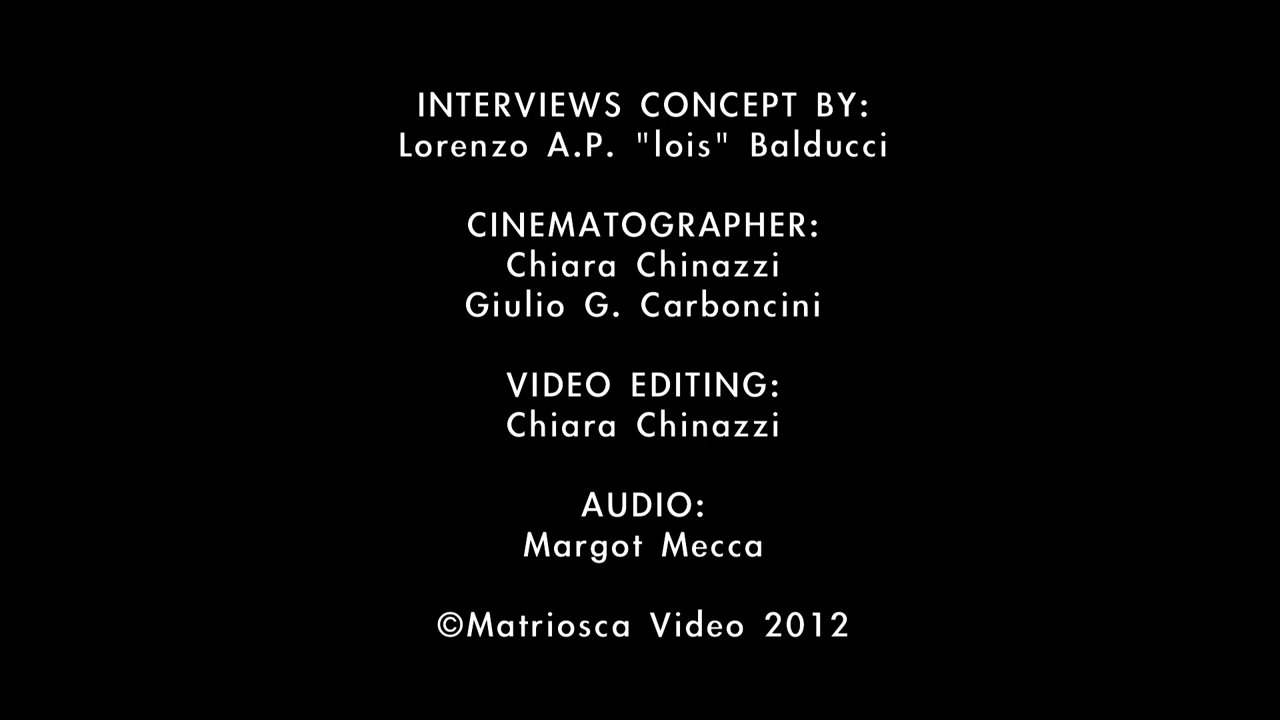 INTERVIEWS CONCEPT BY:
Lorenzo A.P. "lois" Balducci
CINEMATOGRAPHER:
Chiara Chinazzi
Giulio G. Carboncini
VIDEO EDITING:
Chiara Chinazzi
AUDIO:
Margot Mecca
©Matriosca Video 2012